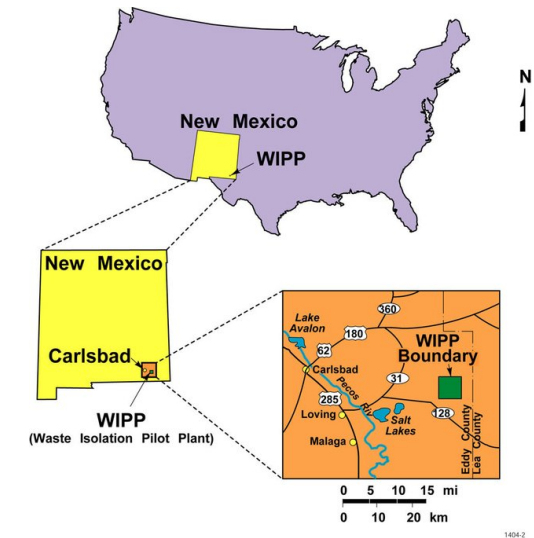 N
New Mexico
WIPP
New Mexico
Carlsbad
WIPP
(Waste Isolation Pilot Plant)
360
Lake
Avalon
180
62
WIPP
Boundary
Carlsbad
31
Pecos Riv
285
Loving
Salt
Lakes
128
Malaga
Eddy County
Lea County
0 5 10 15 mi
0 10 20 km
1404-2